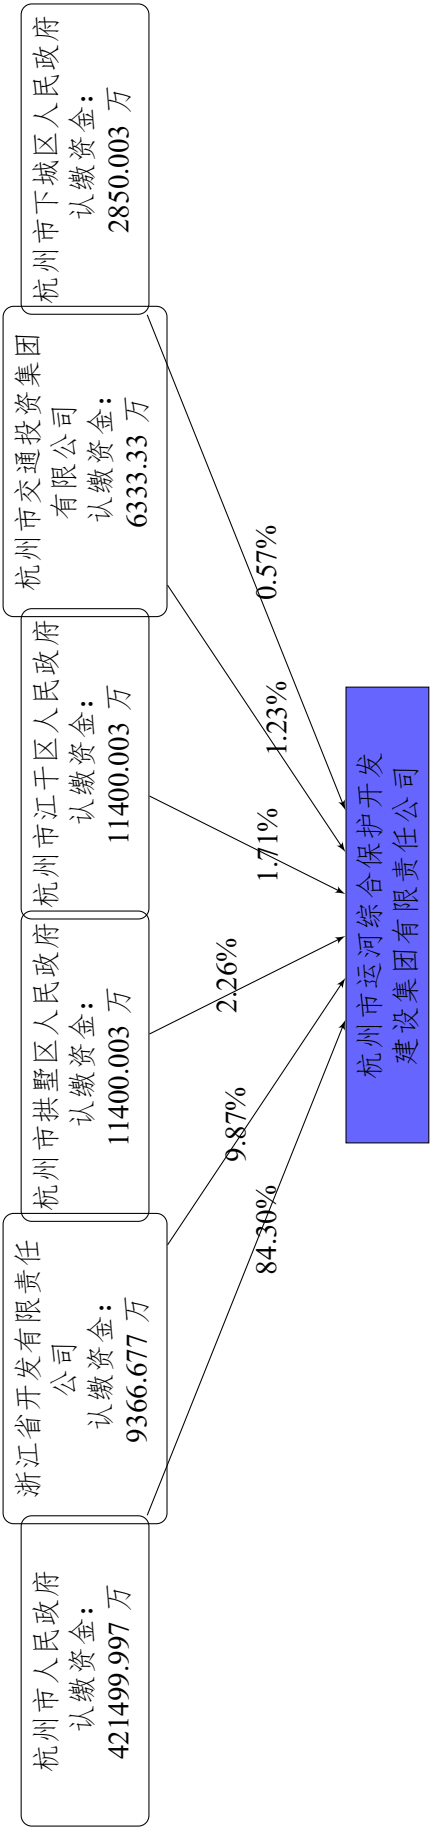 杭州市人民政府
认缴资金:
421499.997 万
浙江省开发有限责任
公司
认缴资金:
9366.677 万
杭州市拱墅区人民政府
认缴资金:
11400.003 万
杭州市江干区人民政府
认缴资金:
11400.003 万
杭州市交通投资集团
有限公司
认缴资金:
6333.33 万
杭州市下城区人民政府
认缴资金:
2850.003 万
84.30%
9.87%
2.26%
1.71%
1.23%
0.57%
杭州市运河综合保护开发
建设集团有限责任公司